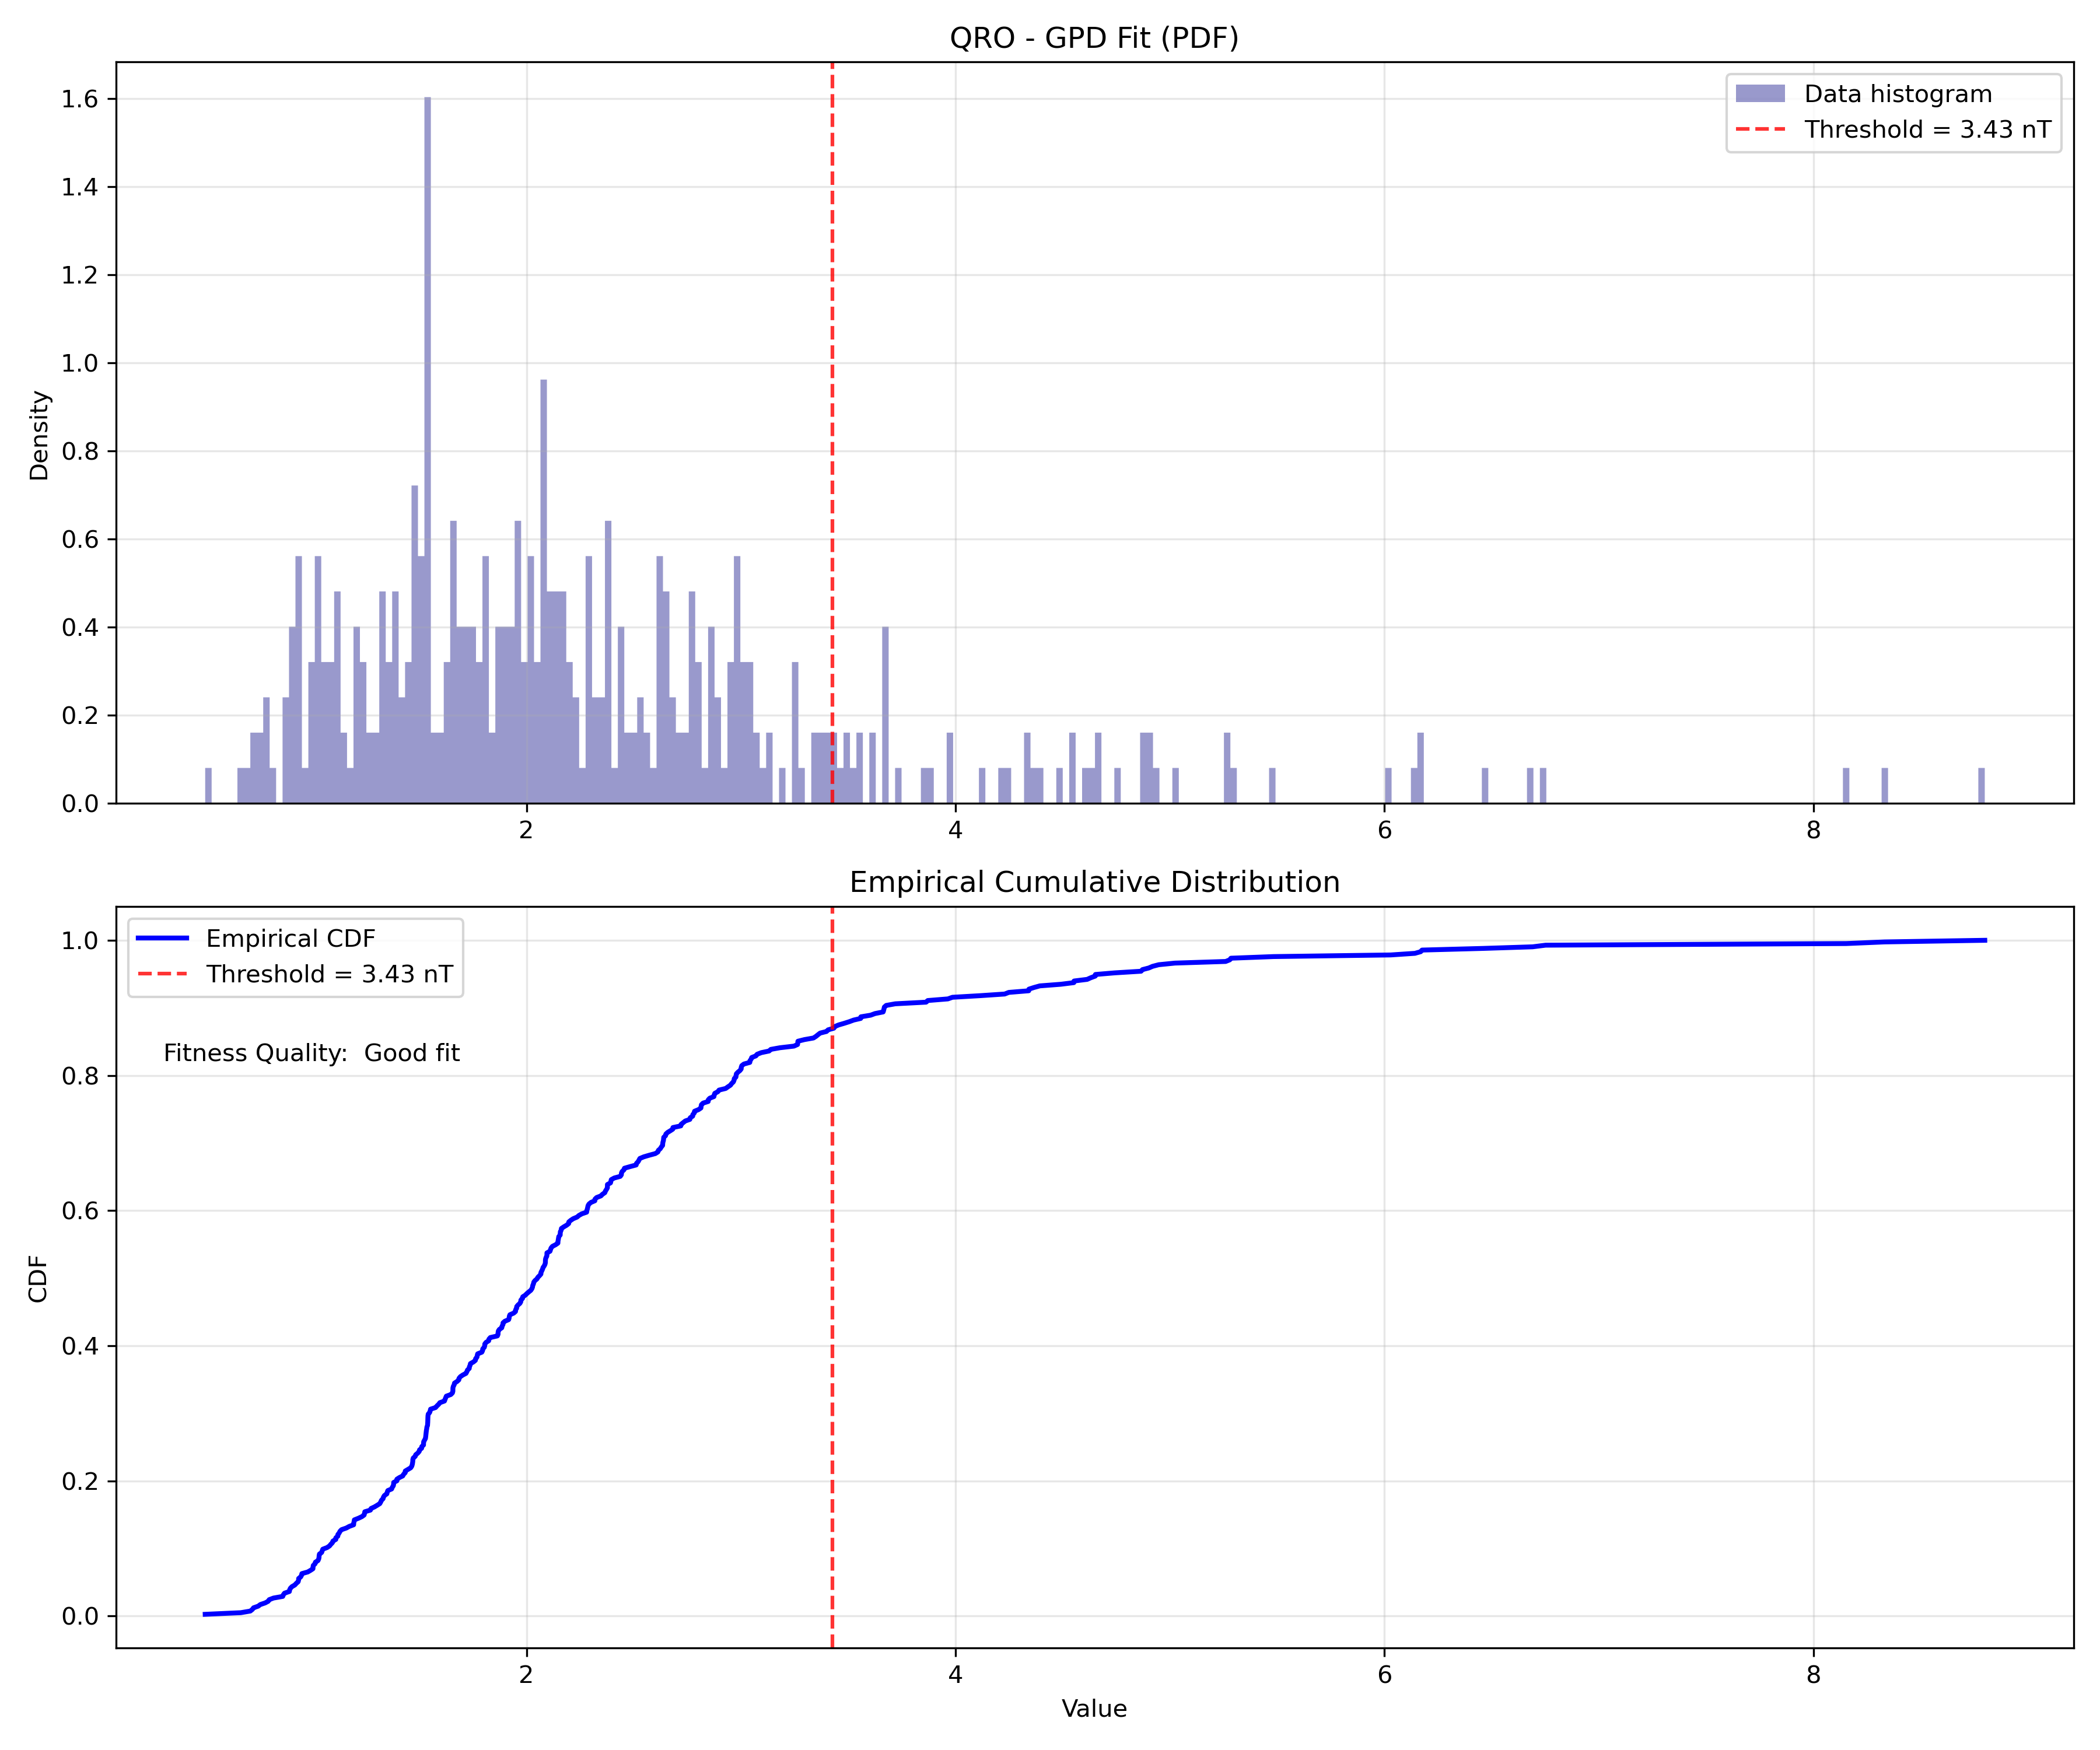 QRO - GPD Fit (PDF)
Data histogram
Threshold = 3.43 nT
Density
1.6
1.4
1.2
1.0
0.8
0.6
0.4
0.2
0.0
2 4 6 8
Empirical Cumulative Distribution
Empirical CDF
Threshold = 3.43 nT
Fitness Quality:  Good fit
CDF
1.0
0.8
0.6
0.4
0.2
0.0
2 4 6 8
Value